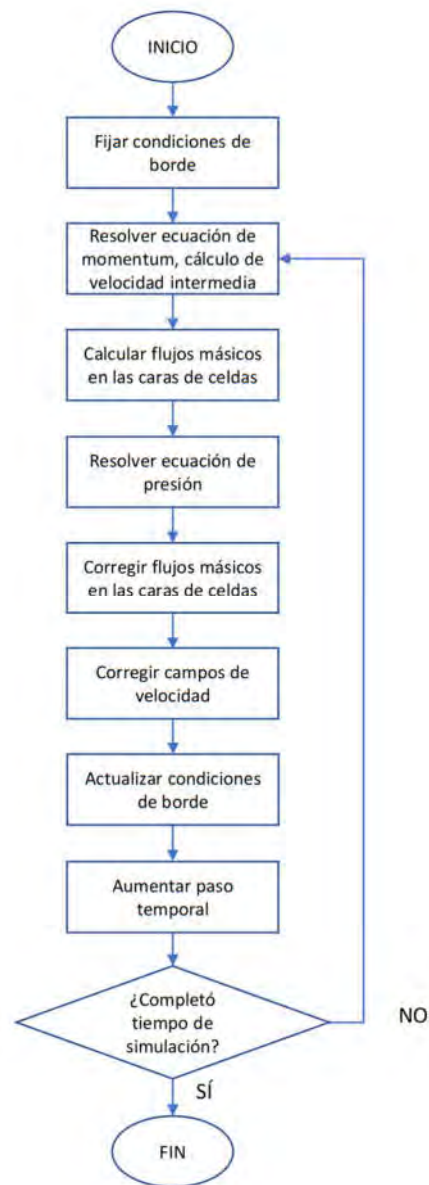 INICIO
Fijar condiciones de
borde
Resolver ecuación de
momentum, cálculo de
velocidad intermedia
Calcular flujos másicos
en las caras de celdas
Resolver ecuación de
presión
Corregir flujos másicos
en las caras de celdas
Corregir campos de
velocidad
Actualizar condiciones
de borde
Aumentar paso
temporal
¿Completó
tiempo de
simulación?
NO
SÍ
FIN